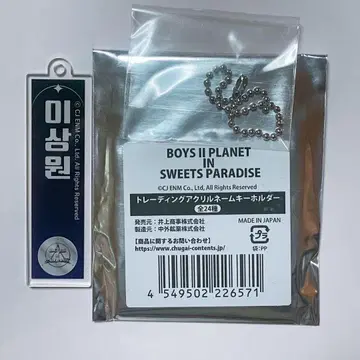 이상원
©CJ ENM Co., Ltd, All Rights Reserved
BOYS II PLANET
IN
SWEETS PARADISE
©CJ ENM Co., Ltd, All Rights Reserved
トレーディングアクリルネームキーホルダー
全24種
発売元：井上商事株式会社
製造元：中外鉱業株式会社
MADE IN JAPAN
【商品に関するお問い合わせ】
https://www.chugai-contents.jp/
プラ
袋：PP
4 549502 226571